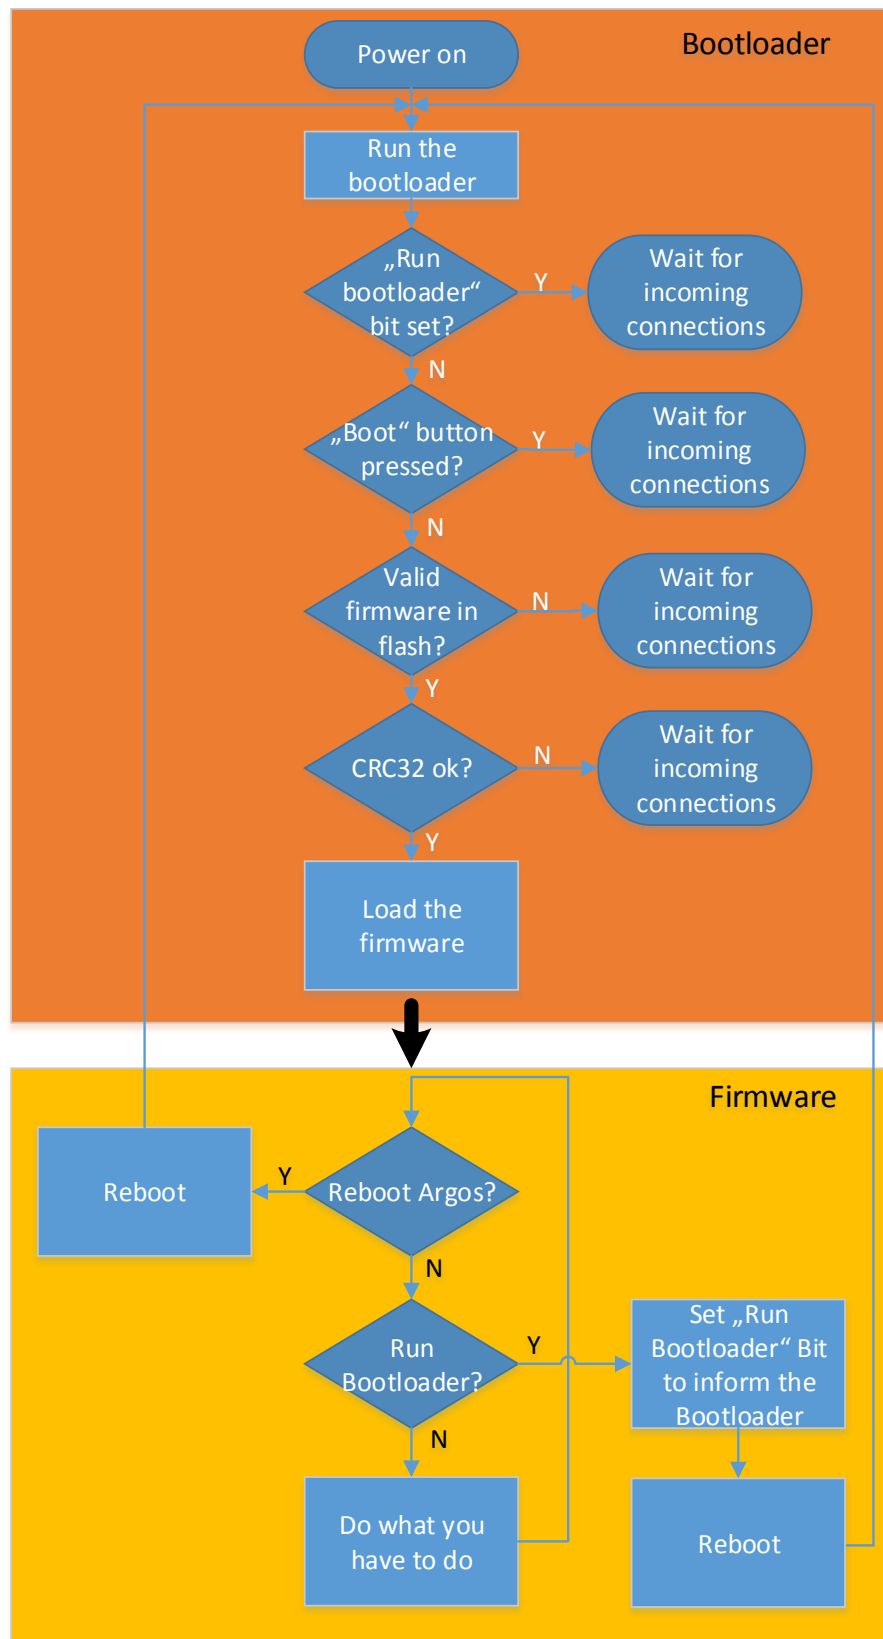 Bootloader
Power on
Run the
bootloader
„Run
bootloader“
bit set?
Y
Wait for
incoming
connections
N
„Boot“ button
pressed?
Y
Wait for
incoming
connections
N
Valid
firmware in
flash?
N
Wait for
incoming
connections
Y
CRC32 ok?
N
Wait for
incoming
connections
Y
Load the
firmware
Firmware
Reboot
Y
Reboot Argos?
N
Run
Bootloader?
Y
Set „Run
Bootloader“ Bit
to inform the
Bootloader
N
Do what you
have to do
Reboot